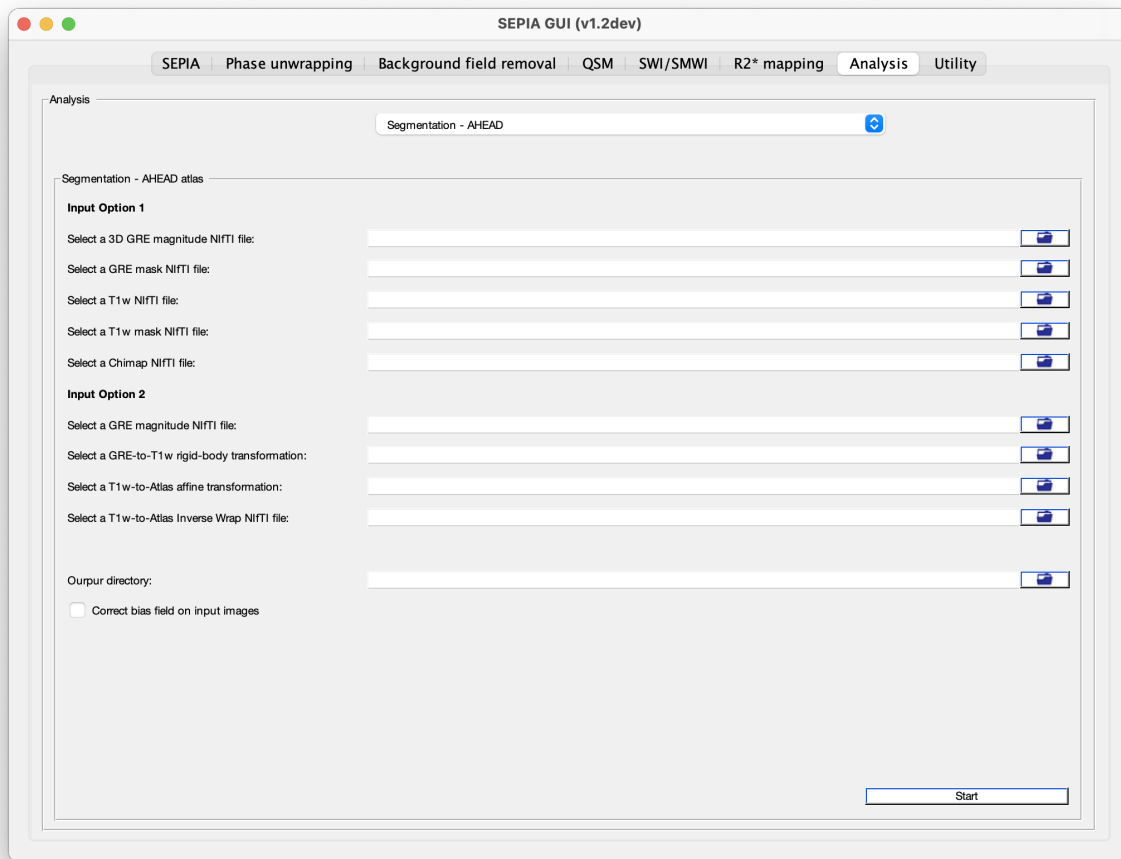 SEPIA GUI (v1.2dev)
SEPIA Phase unwrapping Background field removal QSM SWI/SMWI R2* mapping Analysis Utility
Analysis
Segmentation - AHEAD
Segmentation - AHEAD atlas
Input Option 1
Select a 3D GRE magnitude NIfTI file:
Select a GRE mask NIfTI file:
Select a T1w NIfTI file:
Select a T1w mask NIfTI file:
Select a Chimap NIfTI file:
Input Option 2
Select a GRE magnitude NIfTI file:
Select a GRE-to-T1w rigid-body transformation:
Select a T1w-to-Atlas affine transformation:
Select a T1w-to-Atlas Inverse Wrap NIfTI file:
Ourpur directory:
Correct bias field on input images
Start